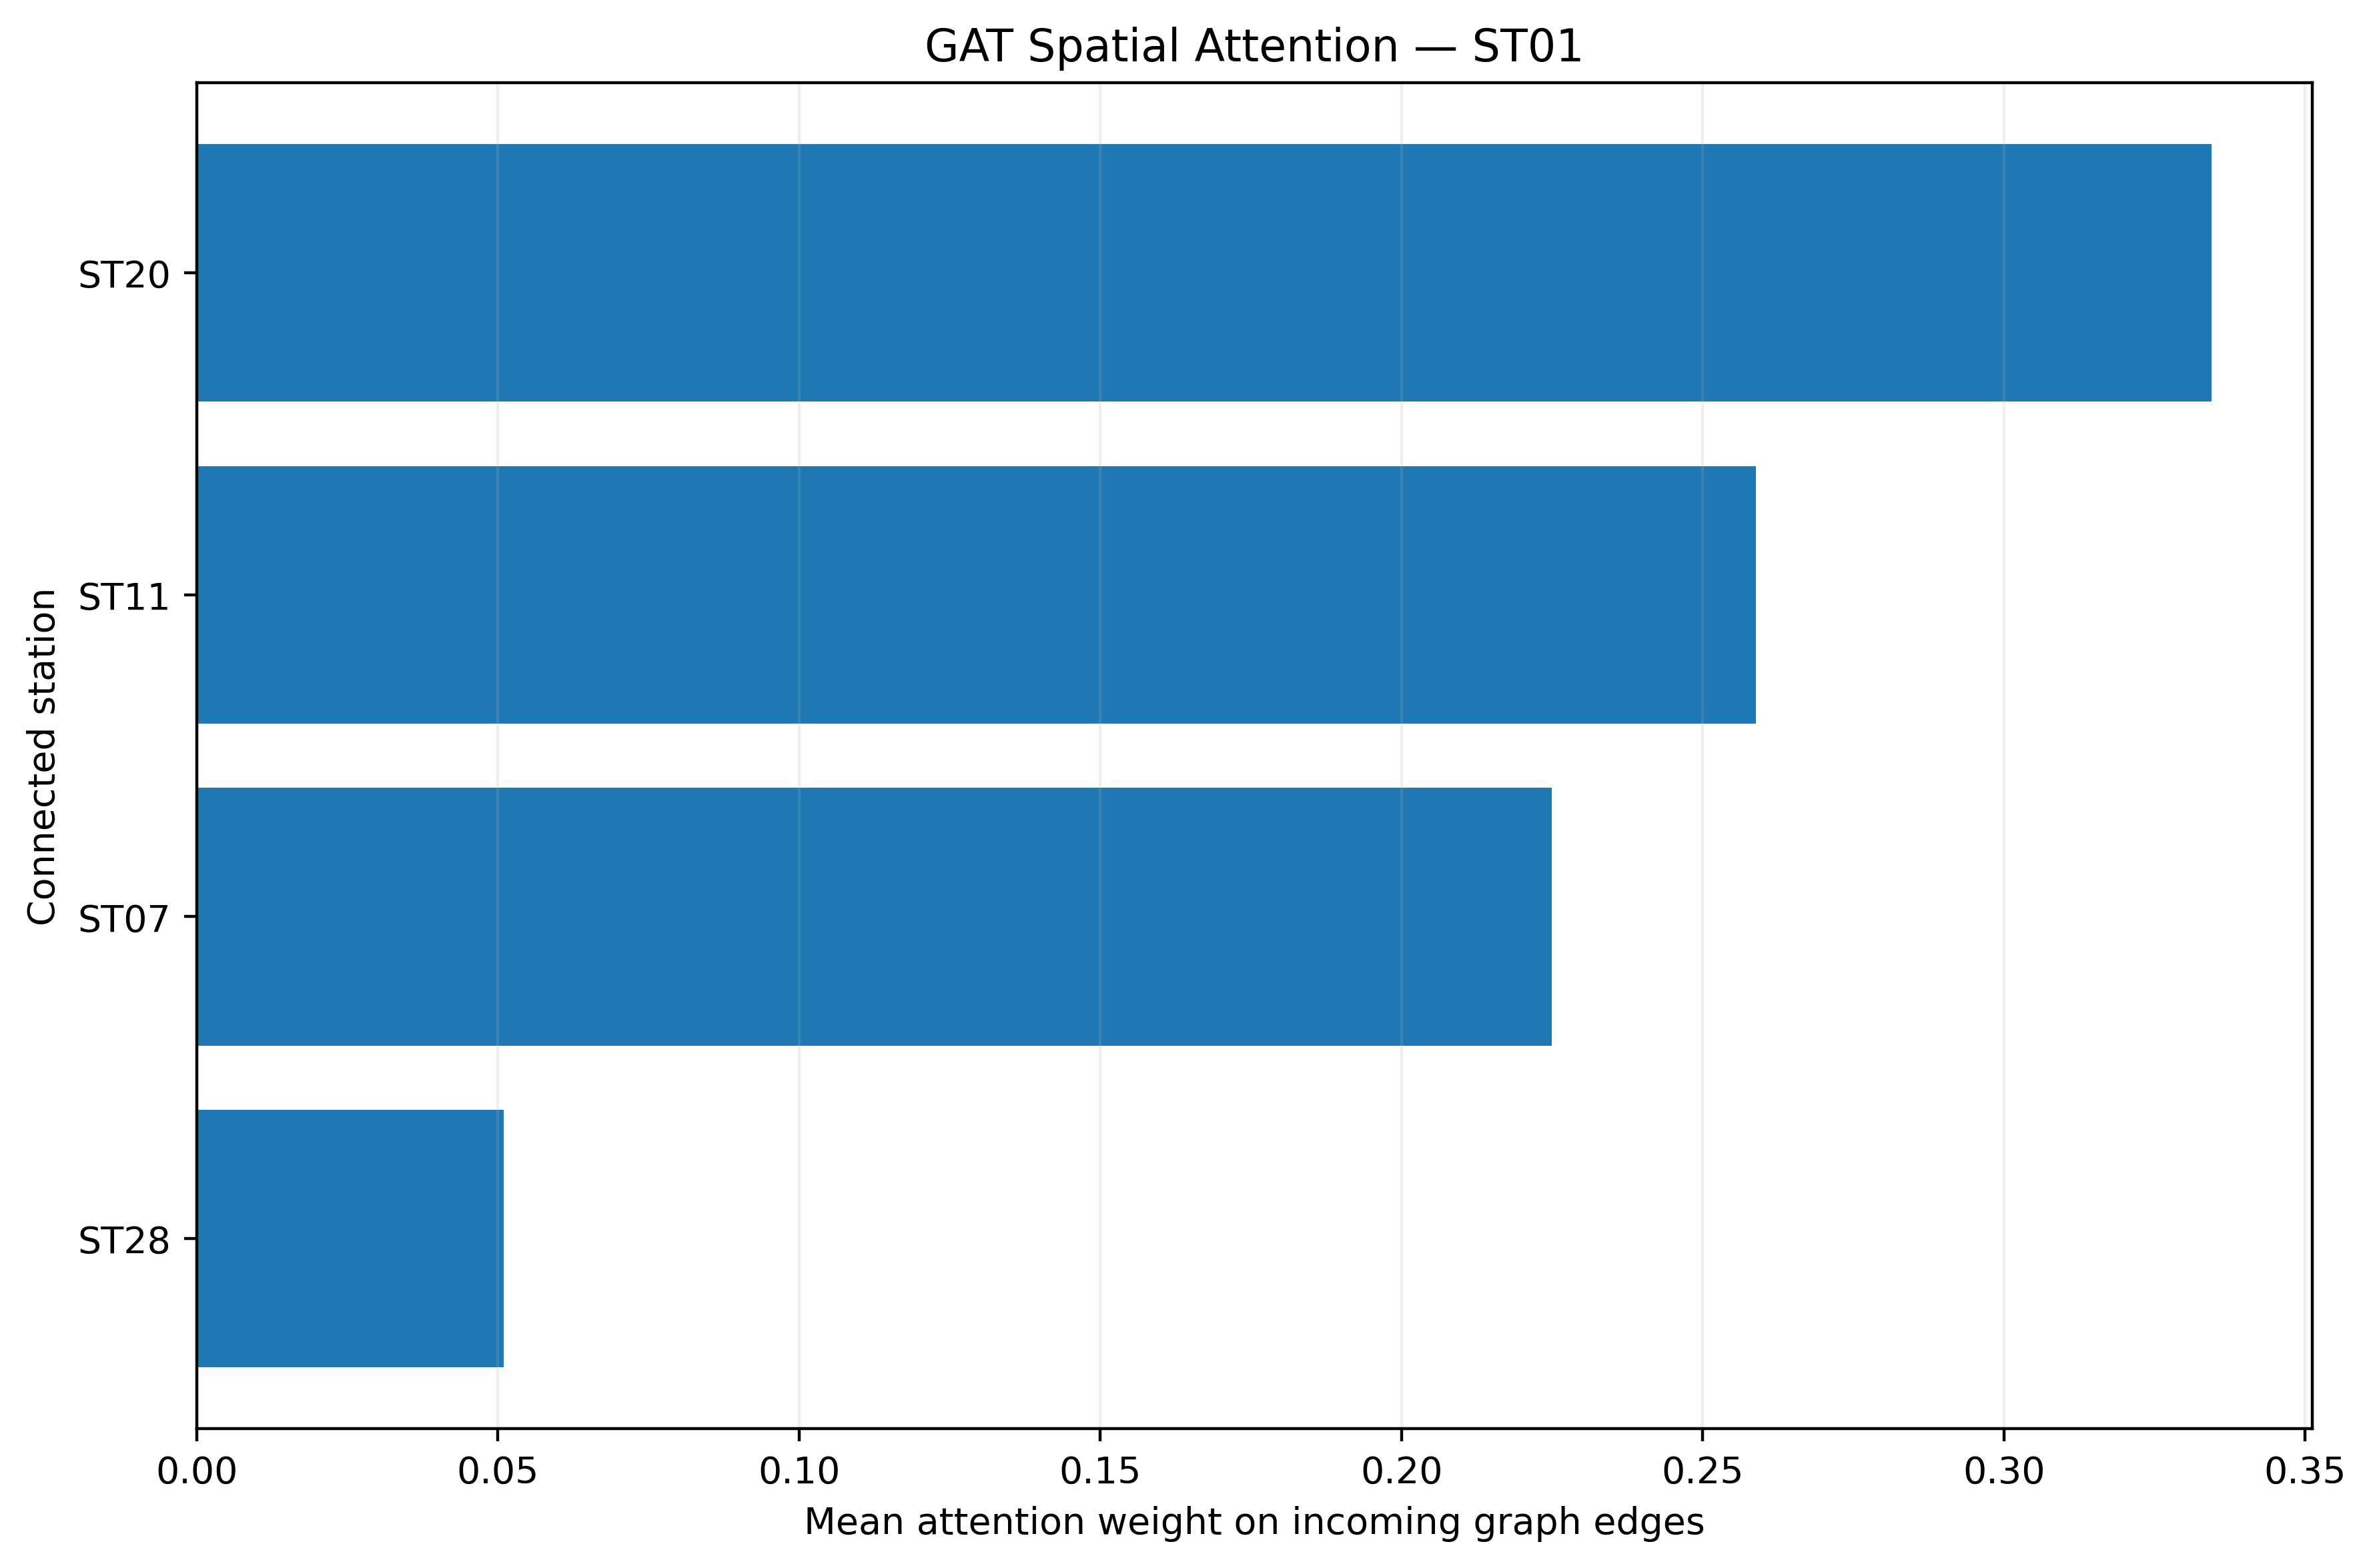 GAT Spatial Attention — ST01
Connected station
ST20
ST11
ST07
ST28
0.00 0.05 0.10 0.15 0.20 0.25 0.30 0.35
Mean attention weight on incoming graph edges